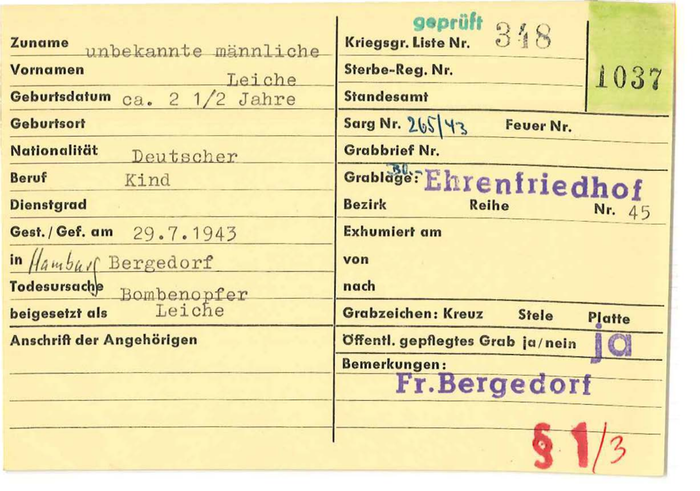 geprüft
Zuname unbekannte männliche
Vornamen Leiche
Geburtsdatum ca. 2 1/2 Jahre
Geburtsort
Nationalität Deutscher
Beruf Kind
Dienstgrad
Gest./Gef. am 29.7.1943
in Hamburg Bergedorf
Todesursache Bombenopfer
beigesetzt als Leiche
Anschrift der Angehörigen
Kriegsgr. Liste Nr. 348
1037
Sterbe-Reg. Nr.
Standesamt
Sarg Nr. 265/43 Feuer Nr.
Grabbrief Nr.
Grablage: BD. Ehrenfriedhof
Bezirk Reihe Nr. 45
Exhumiert am
von
nach
Grabzeichen: Kreuz Stele Platte
Öffentl. gepflegtes Grab ja/nein ja
Bemerkungen:
Fr. Bergedorf
§ 1/3